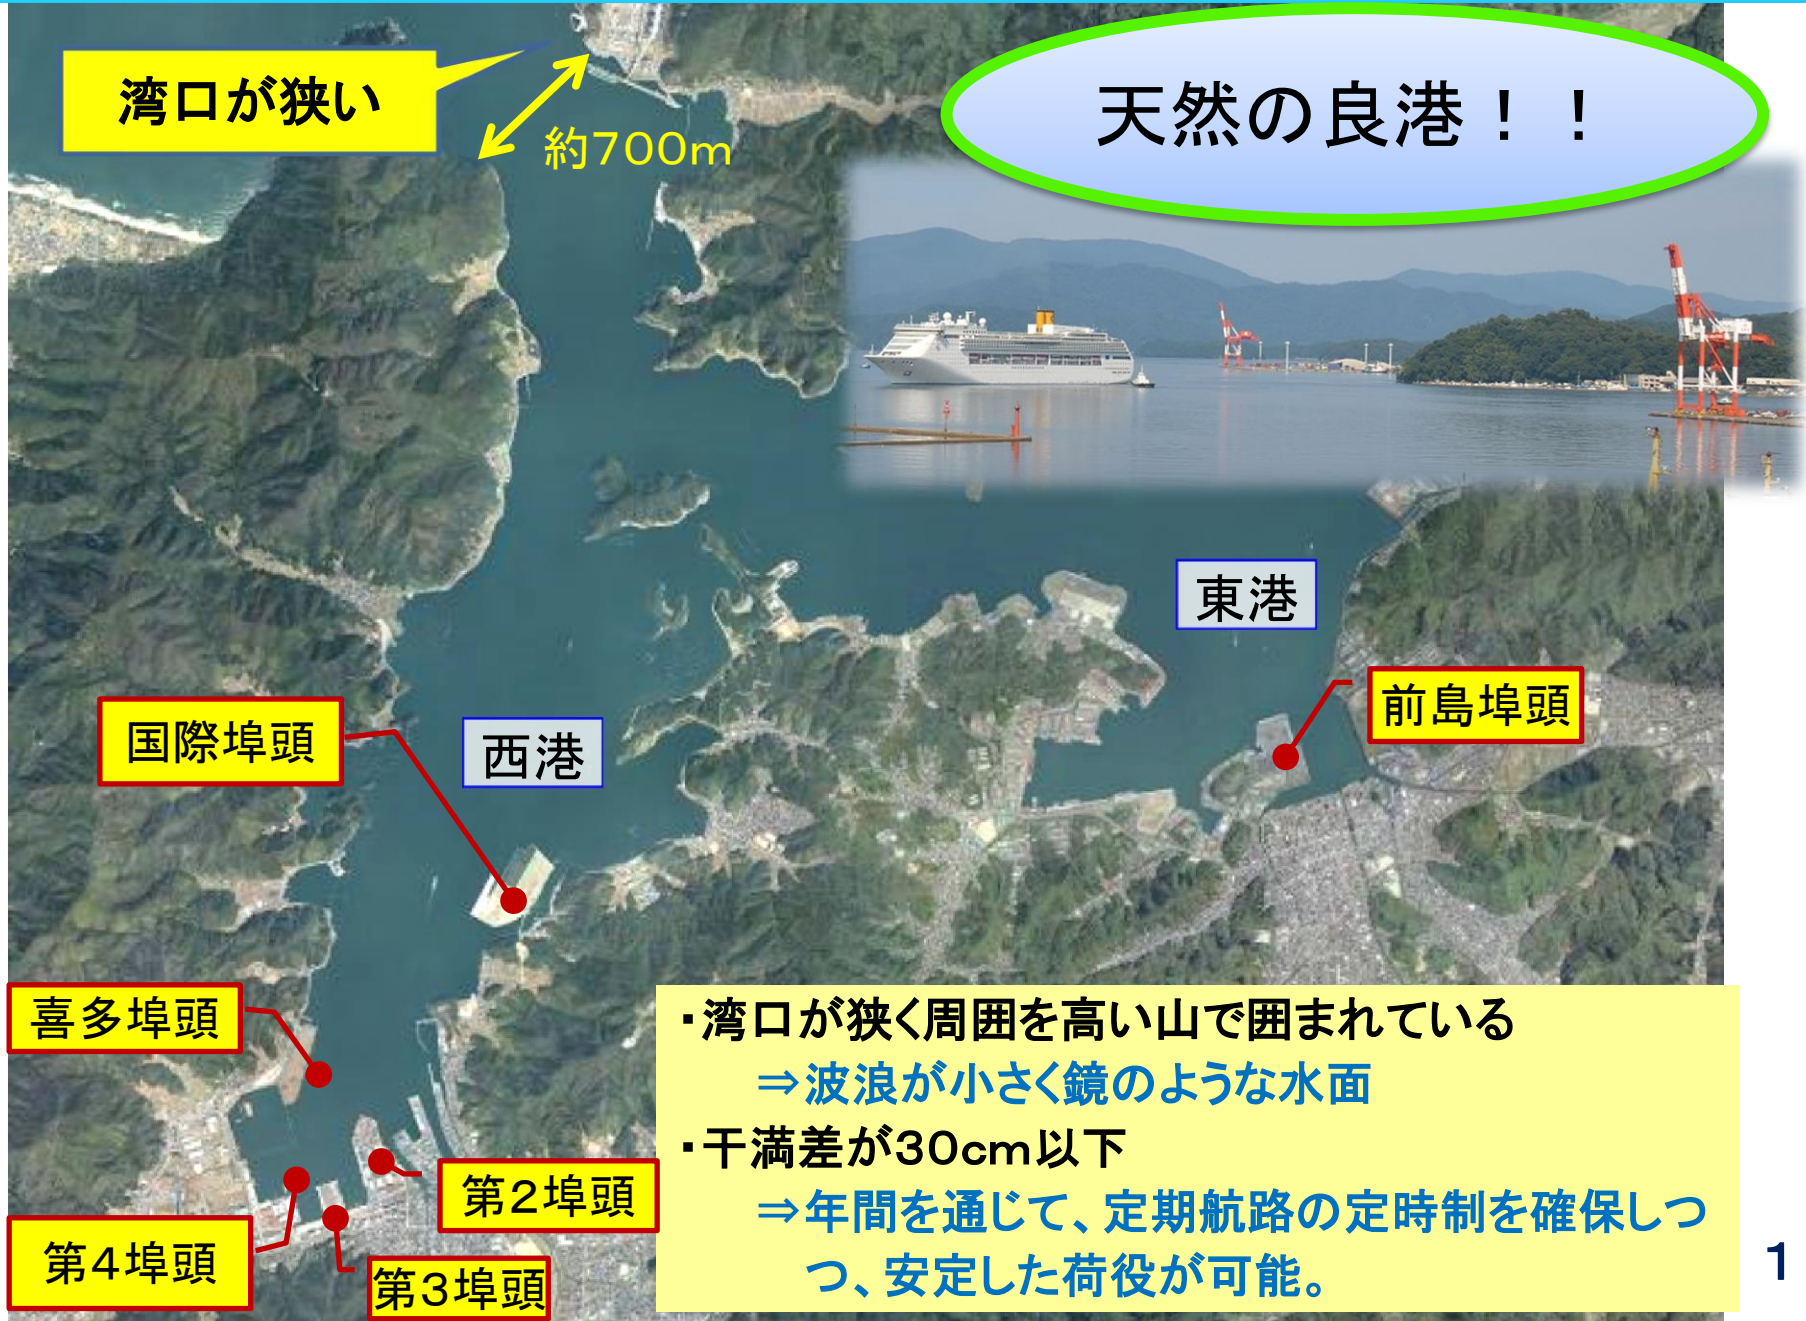 湾口が狭い
天然の良港！！
約700m
東港
前島埠頭
国際埠頭
西港
喜多埠頭
・湾口が狭く周囲を高い山で囲まれている
⇒波浪が小さく鏡のような水面
・干満差が30cm以下
⇒年間を通じて、定期航路の定時制を確保しつ
つ、安定した荷役が可能。
第2埠頭
第4埠頭
第3埠頭
1